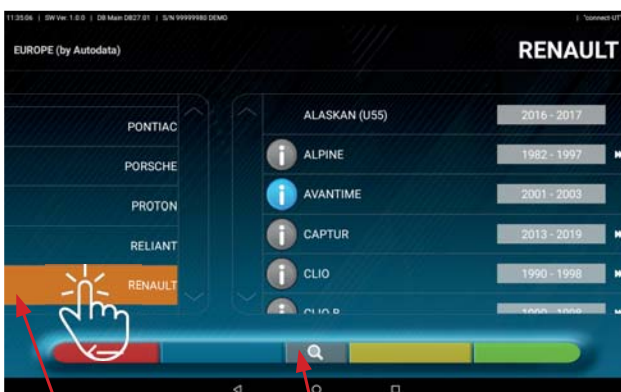 11:35:06 | SW Ver. 1.0.0 | DB Main DB27.01 | S/N 99999980 DEMO | "connect-UT"
EUROPE (by Autodata) RENAULT
PONTIAC
PORSCHE
PROTON
RELIANT
RENAULT
ALASKAN (U55) 2016 - 2017
ALPINE 1982 - 1997
AVANTIME 2001 - 2003
CAPTUR 2013 - 2019
CLIO 1990 - 1998